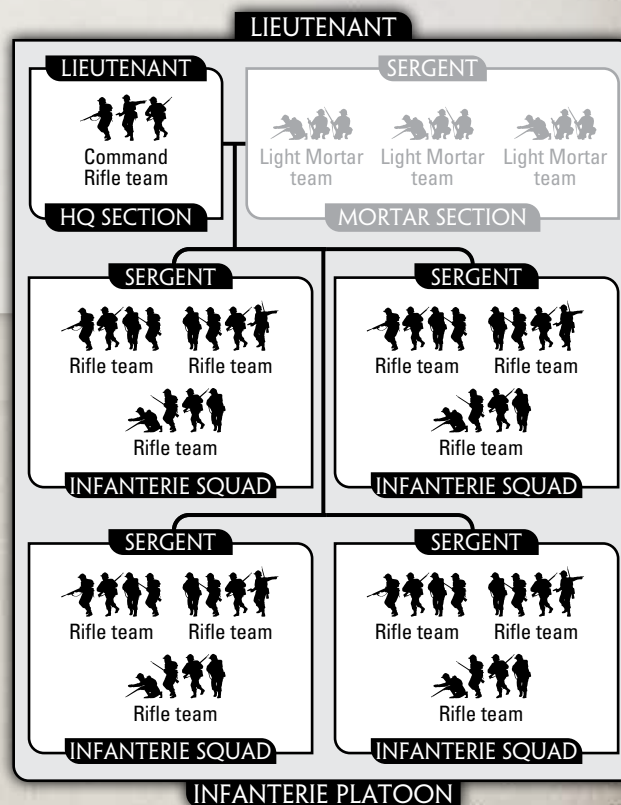 LIEUTENANT
LIEUTENANT
Command
Rifle team
HQ SECTION
SERGENT
Light Mortar team
Light Mortar team
Light Mortar team
MORTAR SECTION
SERGENT
Rifle team Rifle team
Rifle team
INFANTERIE SQUAD
SERGENT
Rifle team Rifle team
Rifle team
INFANTERIE SQUAD
SERGENT
Rifle team Rifle team
Rifle team
INFANTERIE SQUAD
SERGENT
Rifle team Rifle team
Rifle team
INFANTERIE SQUAD
INFANTERIE PLATOON